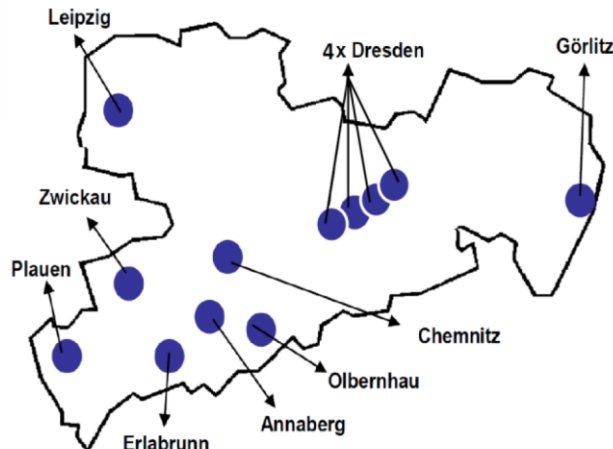 Leipzig
4x Dresden
Görlitz
Zwickau
Plauen
Chemnitz
Olbernhau
Annaberg
Erlabrunn